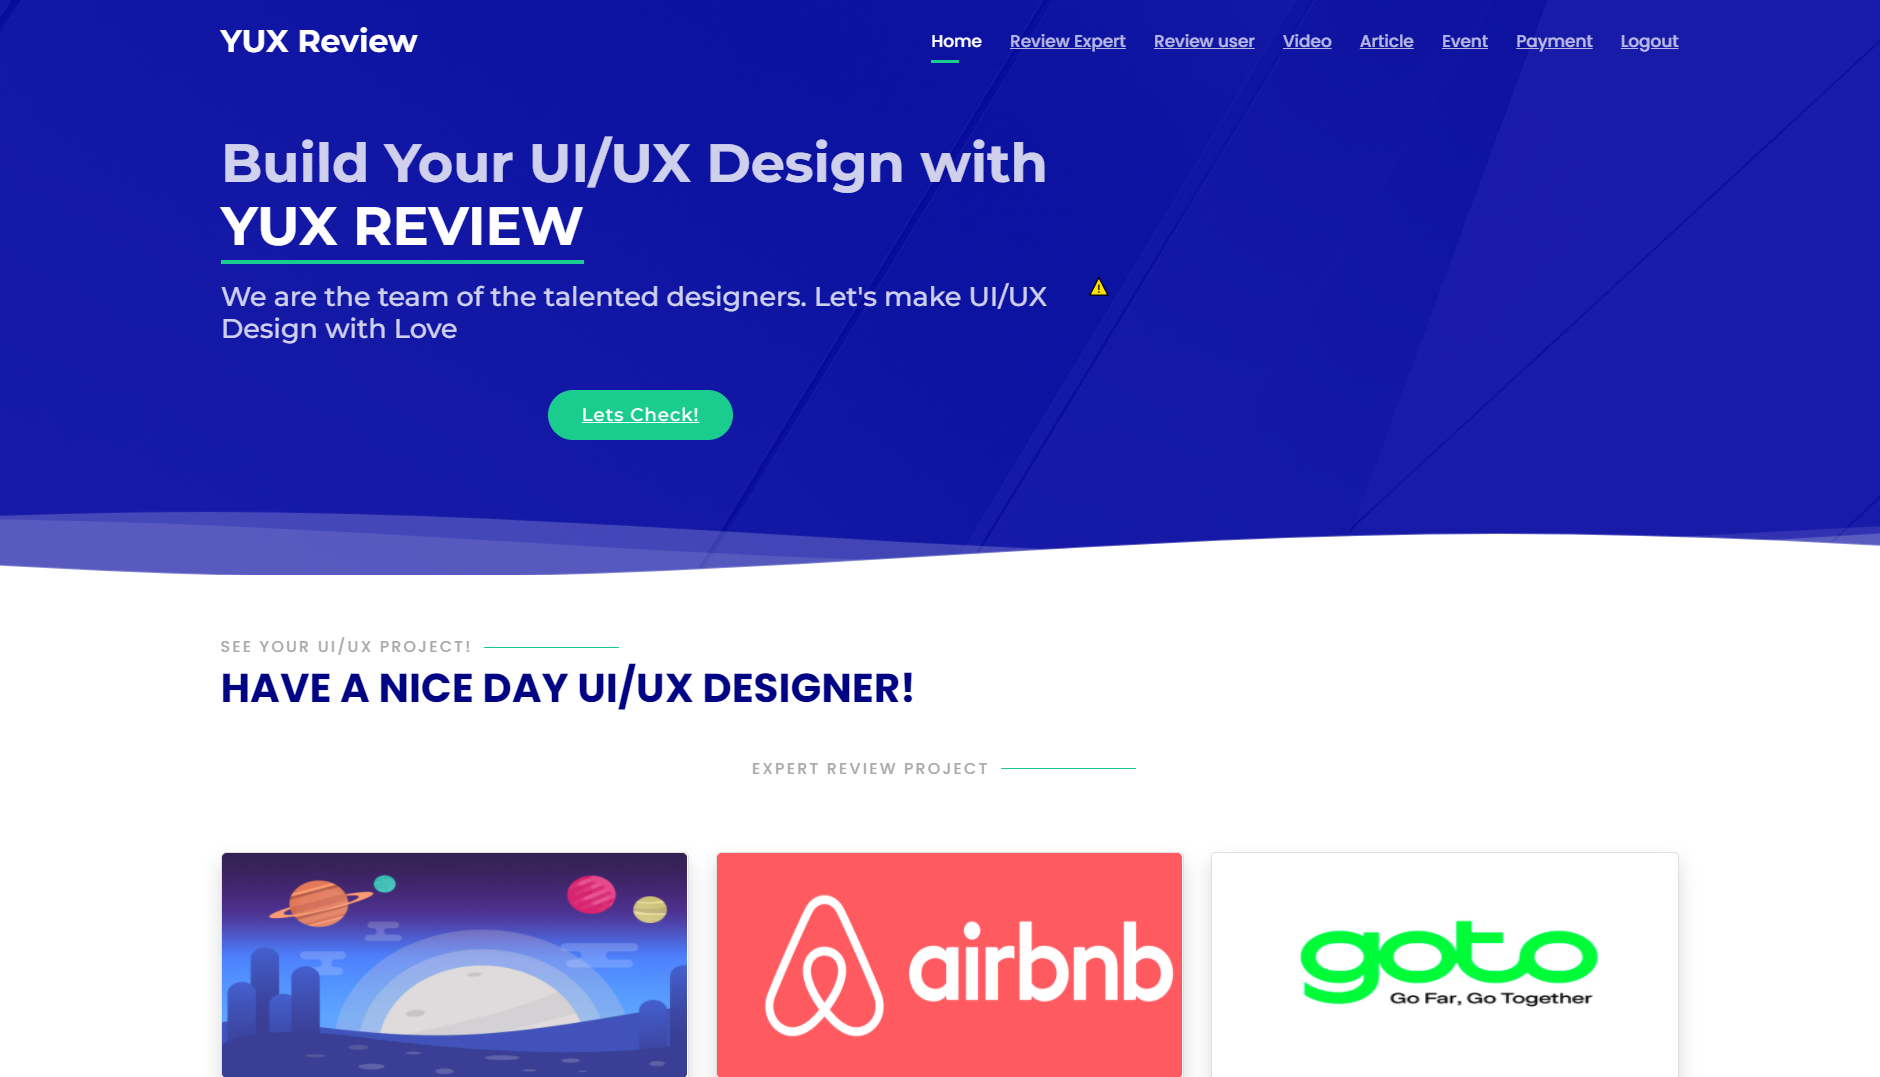 YUX Review
Home Review Expert Review user Video Article Event Payment Logout
Build Your UI/UX Design with
YUX REVIEW
We are the team of the talented designers. Let's make UI/UX
Design with Love
Lets Check!
SEE YOUR UI/UX PROJECT!
HAVE A NICE DAY UI/UX DESIGNER!
EXPERT REVIEW PROJECT
airbnb
goto
Go Far, Go Together